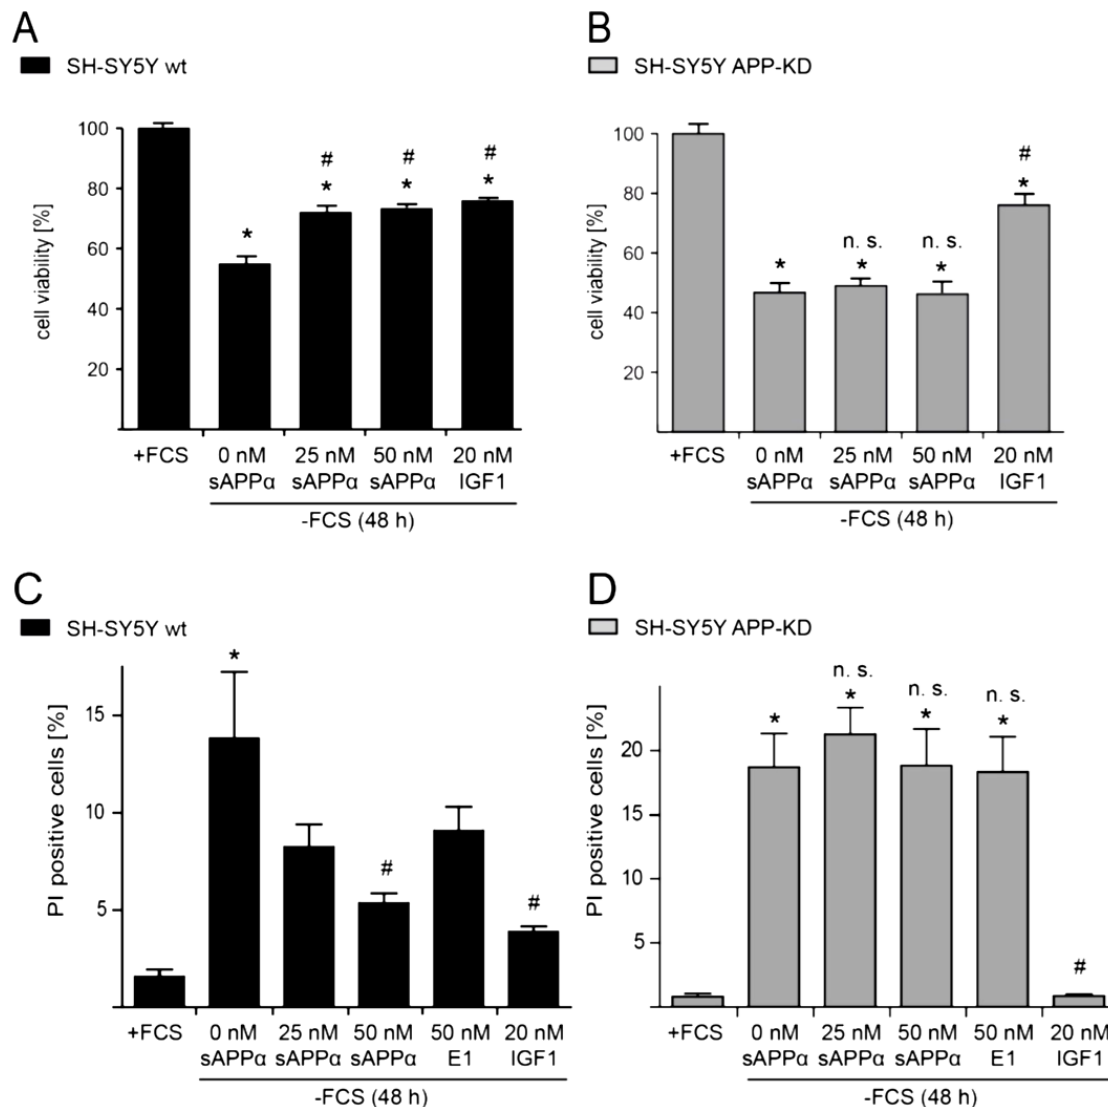 A
SH-SY5Y wt
cell viability [%]
100
80
60
40
20
*
# *
# *
# *
+FCS
0 nM sAPPα
25 nM sAPPα
50 nM sAPPα
20 nM IGF1
-FCS (48 h)
B
SH-SY5Y APP-KD
cell viability [%]
100
80
60
40
20
*
n. s. *
n. s. *
# *
+FCS
0 nM sAPPα
25 nM sAPPα
50 nM sAPPα
20 nM IGF1
-FCS (48 h)
C
SH-SY5Y wt
PI positive cells [%]
15
10
5
*
#
#
+FCS
0 nM sAPPα
25 nM sAPPα
50 nM sAPPα
50 nM E1
20 nM IGF1
-FCS (48 h)
D
SH-SY5Y APP-KD
PI positive cells [%]
20
15
10
5
*
n. s. *
n. s. *
n. s. *
#
+FCS
0 nM sAPPα
25 nM sAPPα
50 nM sAPPα
50 nM E1
20 nM IGF1
-FCS (48 h)